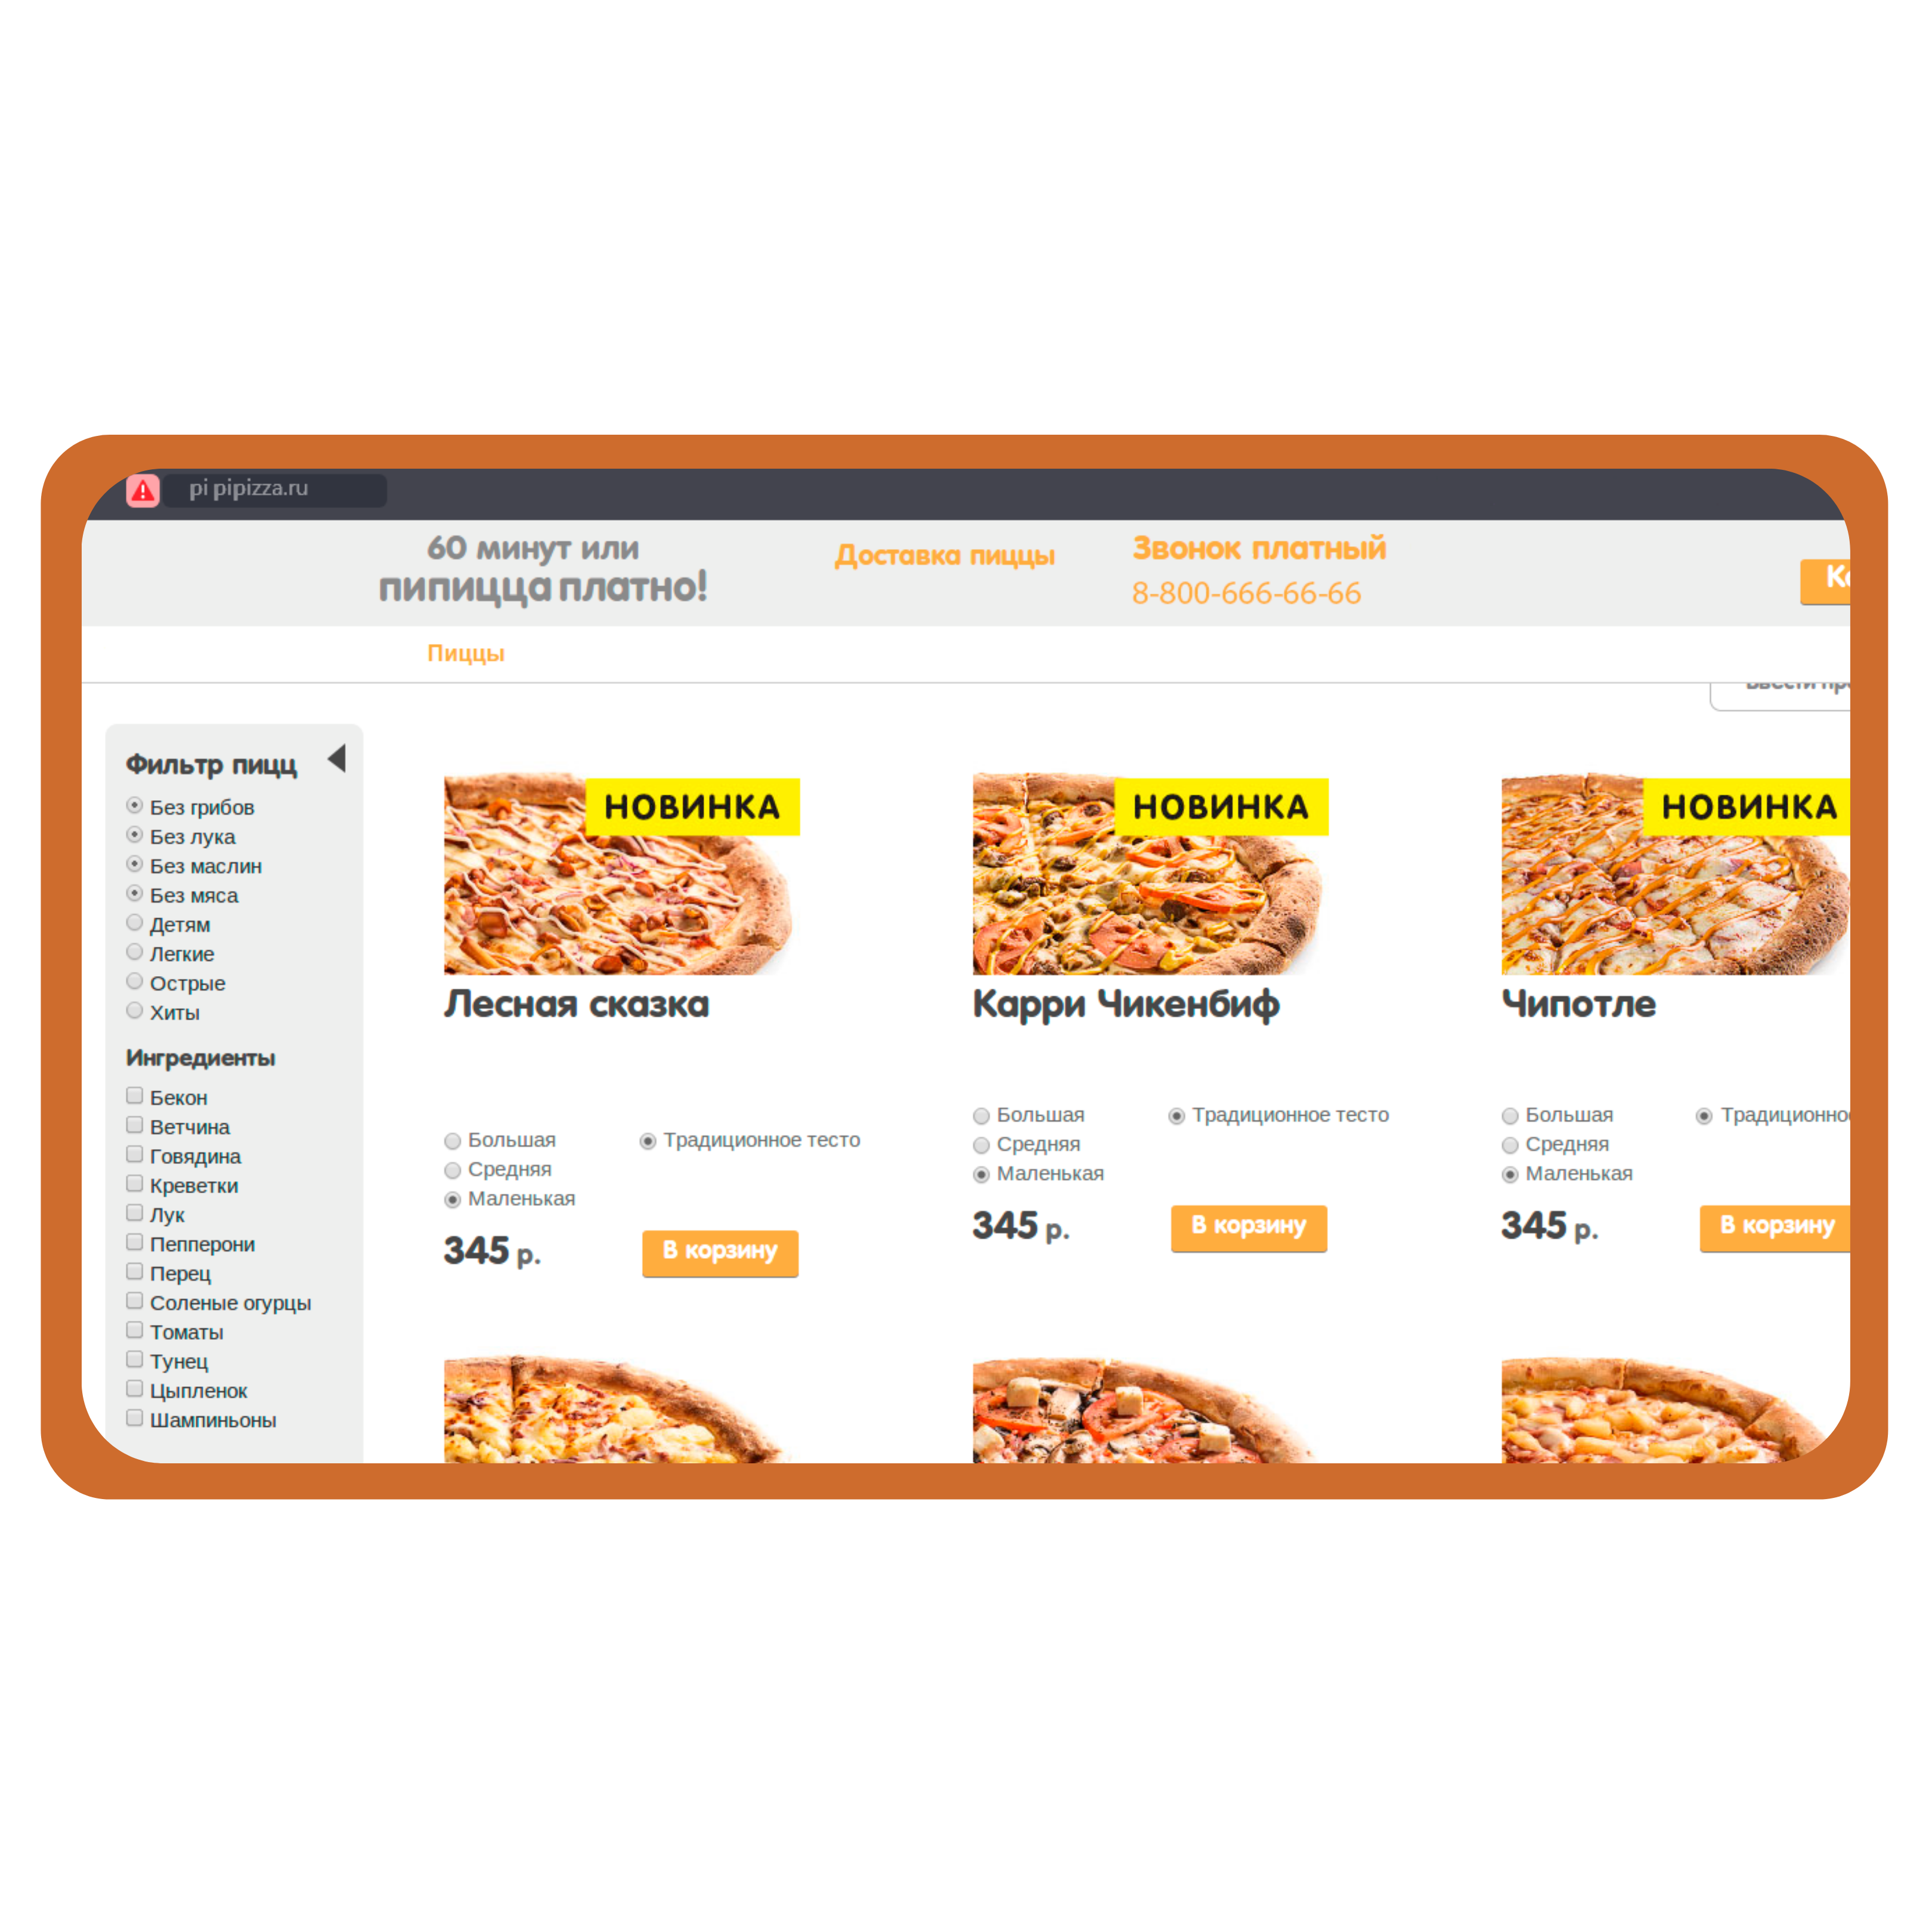 pi pipizza.ru
60 минут или
пипицца платно!
Доставка пиццы
Звонок платный
8-800-666-66-66
Пиццы
Ввести
Фильтр пицц
Без грибов
Без лука
Без маслин
Без мяса
Детям
Легкие
Острые
Хиты
Ингредиенты
Бекон
Ветчина
Говядина
Креветки
Лук
Пепперони
Перец
Соленые огурцы
Томаты
Тунец
Цыпленок
Шампиньоны
НОВИНКА
Лесная сказка
Большая
Традиционное тесто
Средняя
Маленькая
345 р.
В корзину
НОВИНКА
Карри Чикенбиф
Большая
Традиционное тесто
Средняя
Маленькая
345 р.
В корзину
НОВИНКА
Чипотле
Большая
Традиционно
Средняя
Маленькая
345 р.
В корзину